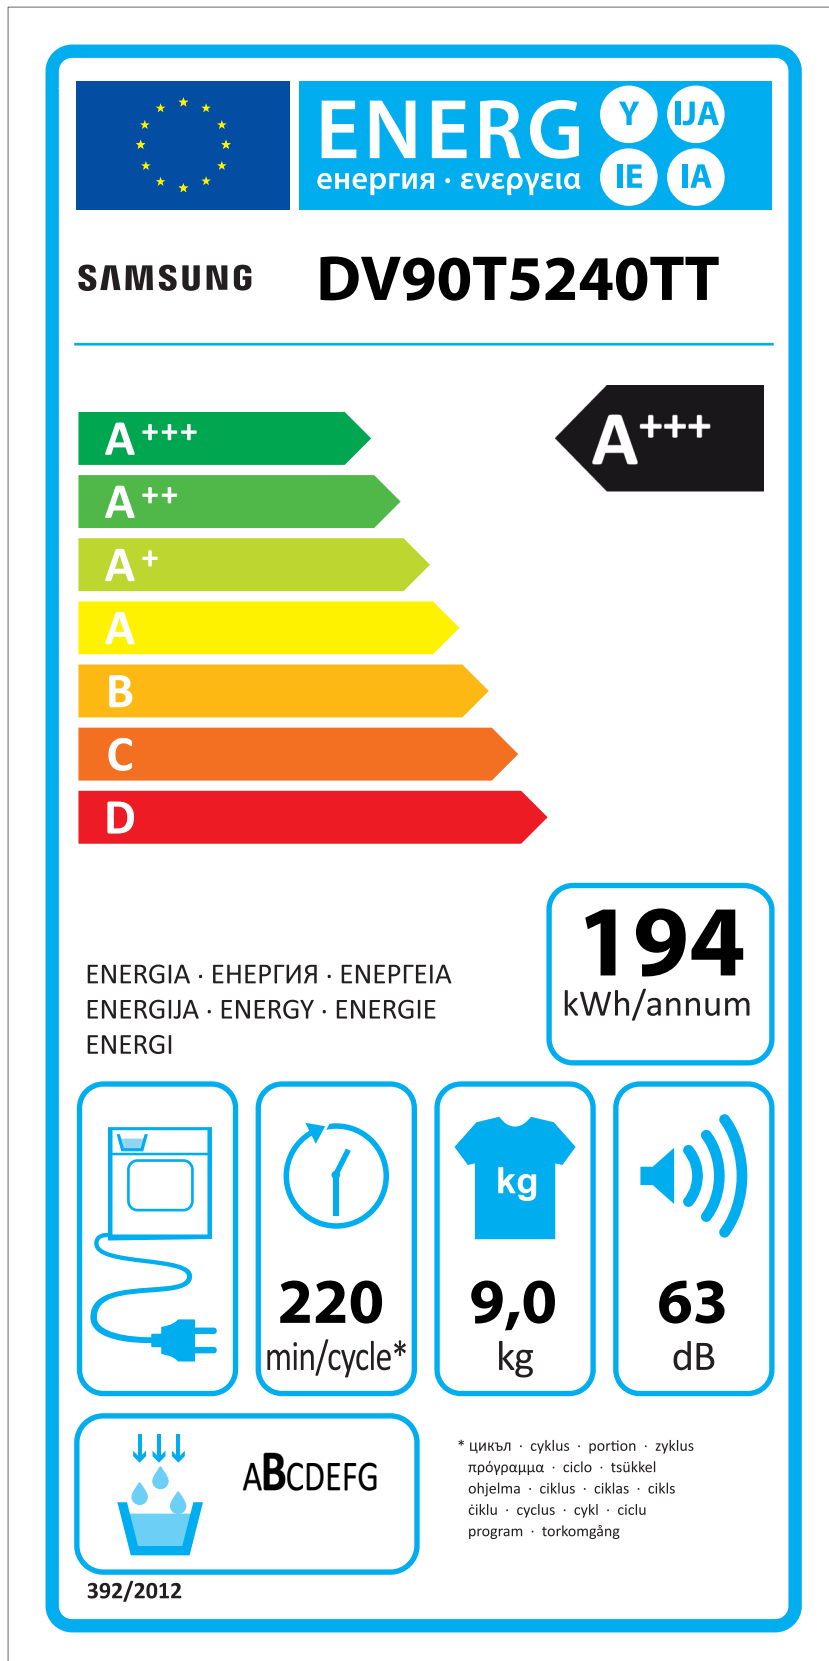 ENERG Y IJA
енергия · ενεργεια IE IA
SAMSUNG DV90T5240TT
A+++
A+++
A++
A+
A
B
C
D
194
kWh/annum
ENERGIA · ЕНЕРГИЯ · ΕΝΕΡΓΕΙΑ
ENERGIJA · ENERGY · ENERGIE
ENERGI
kg
220
min/cycle*
9,0
kg
63
dB
ABCDEFG
* цикъл · cyklus · portion · zyklus
πρόγραμμα · ciclo · tsükkel
ohjelma · ciklus · ciklas · cikls
ċiklu · cyclus · cykl · ciclu
program · torkomgång
392/2012